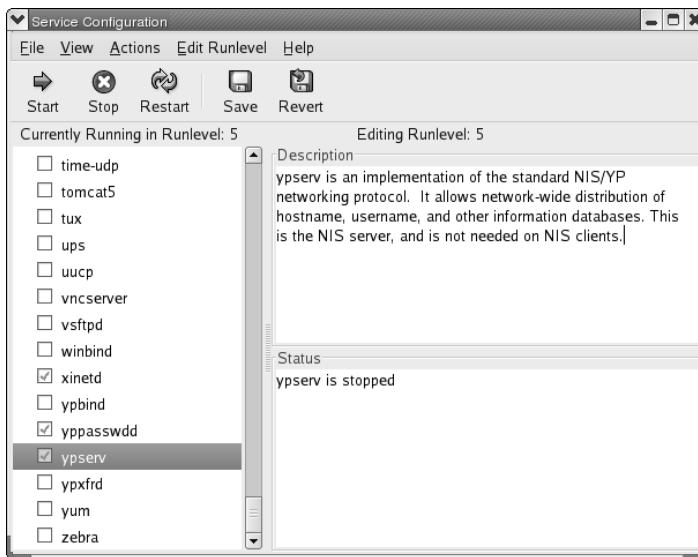 Service Configuration
File View Actions Edit Runlevel Help
Start Stop Restart Save Revert
Currently Running in Runlevel: 5 Editing Runlevel: 5
time-udp
tomcat5
tux
ups
uucp
vncserver
vsftpd
winbind
xinetd
ypbind
yppasswdd
ypserv
ypxfrd
yum
zebra
Description
ypserv is an implementation of the standard NIS/YP
networking protocol. It allows network-wide distribution of
hostname, username, and other information databases. This
is the NIS server, and is not needed on NIS clients.
Status
ypserv is stopped